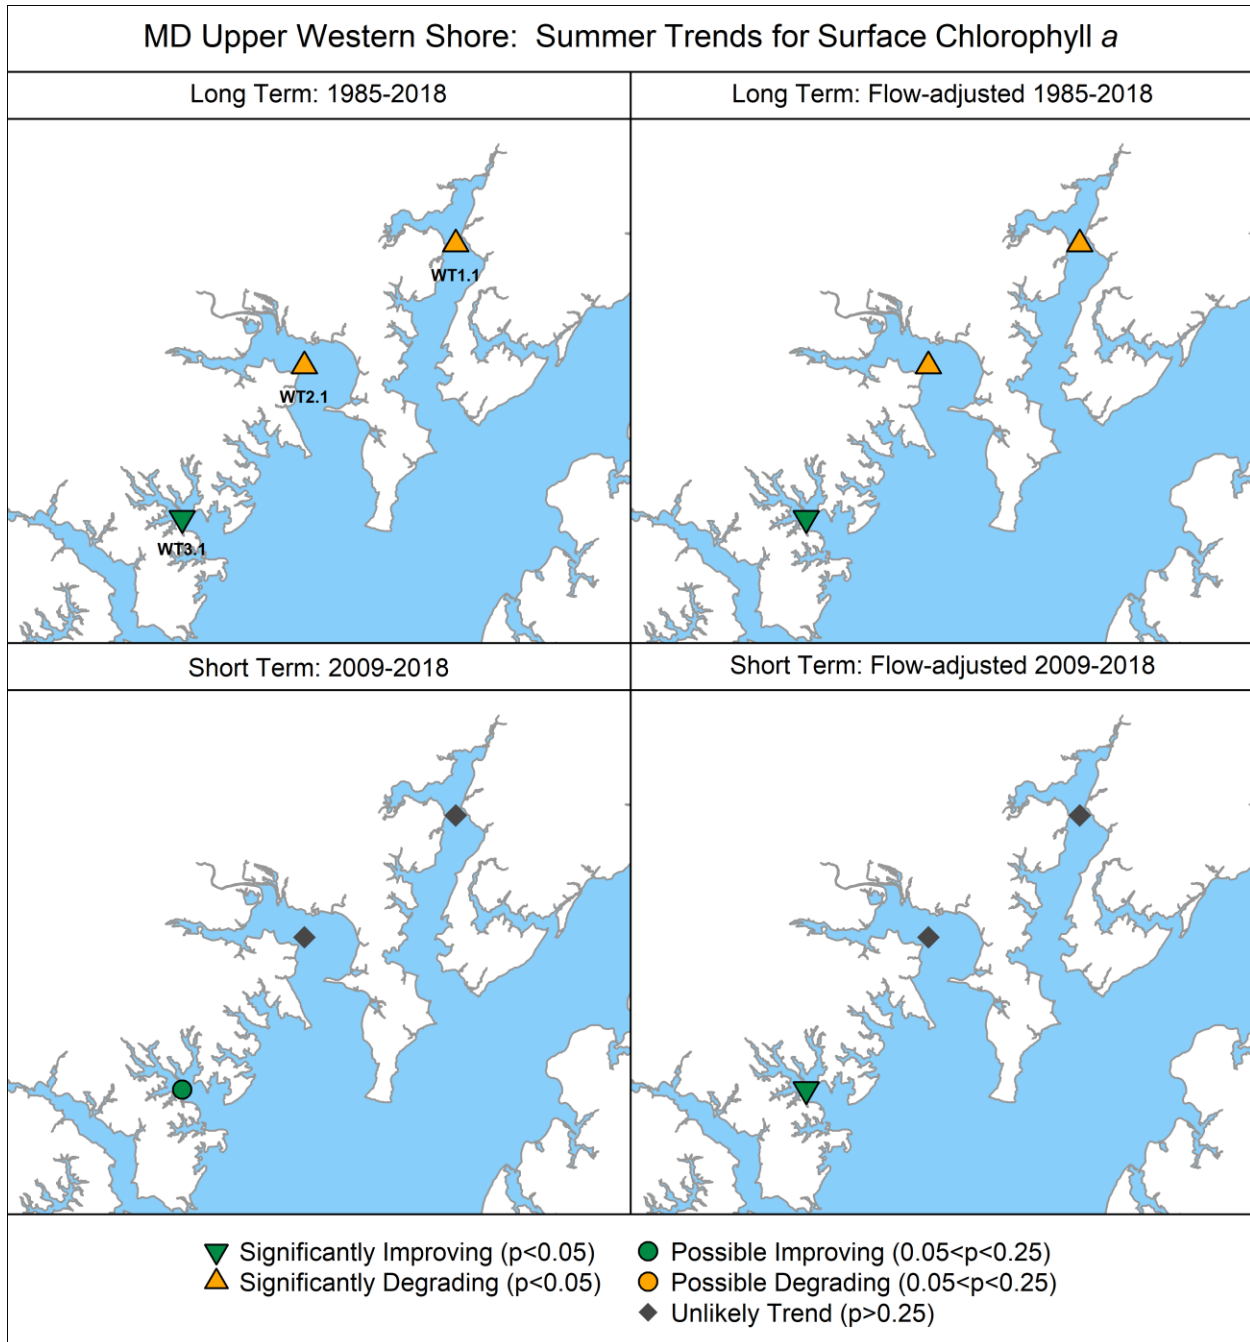 MD Upper Western Shore: Summer Trends for Surface Chlorophyll a
Long Term: 1985-2018
Long Term: Flow-adjusted 1985-2018
WT1.1
WT2.1
WT3.1
Short Term: 2009-2018
Short Term: Flow-adjusted 2009-2018
Significantly Improving (p<0.05)
Possible Improving (0.05<p<0.25)
Significantly Degrading (p<0.05)
Possible Degrading (0.05<p<0.25)
Unlikely Trend (p>0.25)